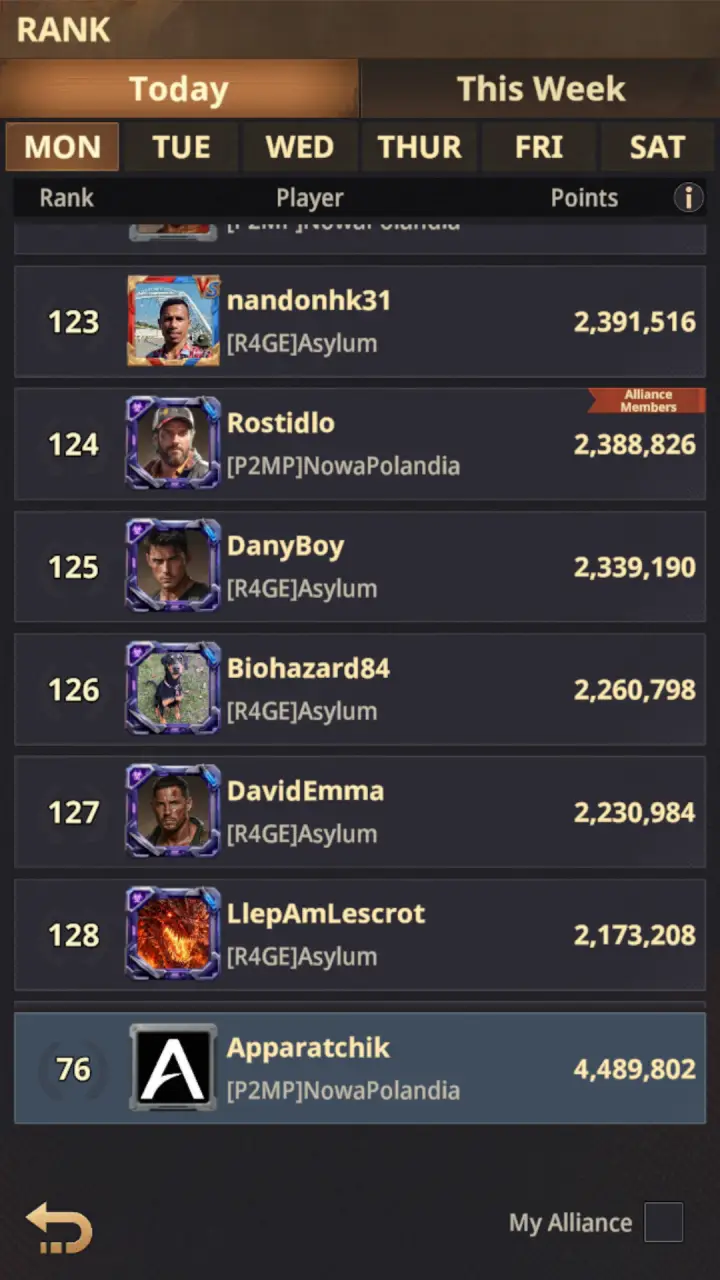 RANK
Today
This Week
MON TUE WED THUR FRI SAT
Rank Player Points i
[P2MP]NowaPolandia
123 nandonhk31 2,391,516
[R4GE]Asylum
VS
Alliance Members
124 Rostidlo 2,388,826
[P2MP]NowaPolandia
125 DanyBoy 2,339,190
[R4GE]Asylum
126 Biohazard84 2,260,798
[R4GE]Asylum
127 DavidEmma 2,230,984
[R4GE]Asylum
128 LlepAmLescrot 2,173,208
[R4GE]Asylum
76 Apparatchik 4,489,802
[P2MP]NowaPolandia
My Alliance